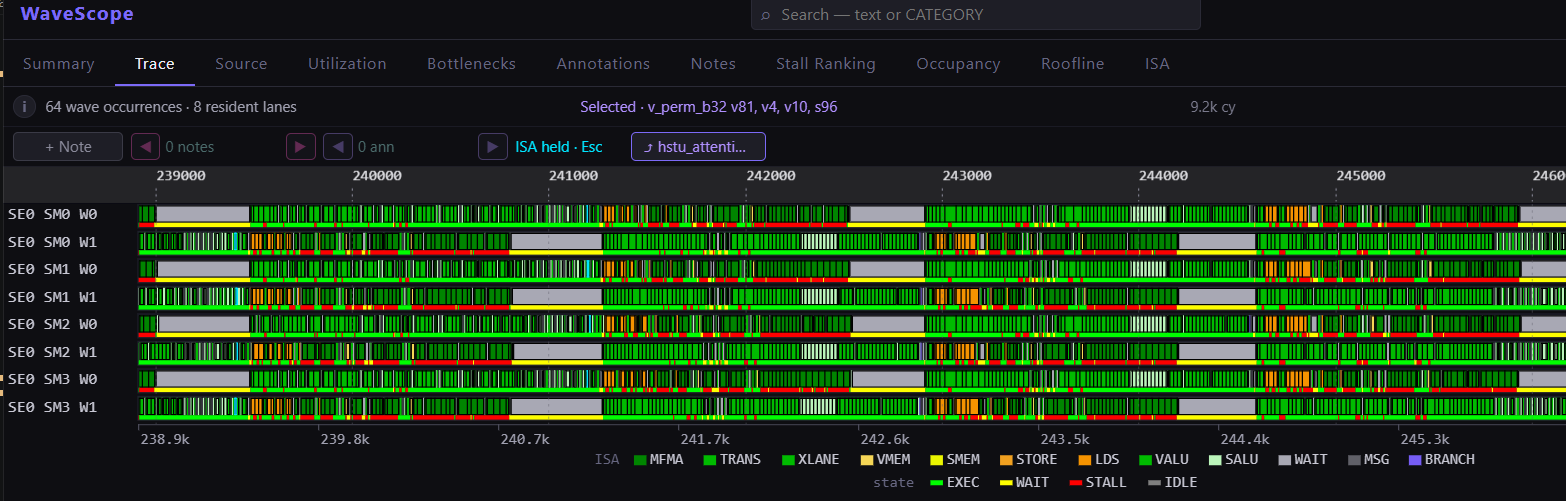 WaveScope
Search — text or CATEGORY
Summary Trace Source Utilization Bottlenecks Annotations Notes Stall Ranking Occupancy Roofline ISA
i 64 wave occurrences · 8 resident lanes Selected · v_perm_b32 v81, v4, v10, s96 9.2k cy
+ Note 0 notes 0 ann ISA held · Esc hstu_attenti...
239000 240000 241000 242000 243000 244000 245000 2460
SE0 SM0 W0
SE0 SM0 W1
SE0 SM1 W0
SE0 SM1 W1
SE0 SM2 W0
SE0 SM2 W1
SE0 SM3 W0
SE0 SM3 W1
238.9k 239.8k 240.7k 241.7k 242.6k 243.5k 244.4k 245.3k
ISA MFMA TRANS XLANE VMEM SMEM STORE LDS VALU SALU WAIT MSG BRANCH
state EXEC WAIT STALL IDLE